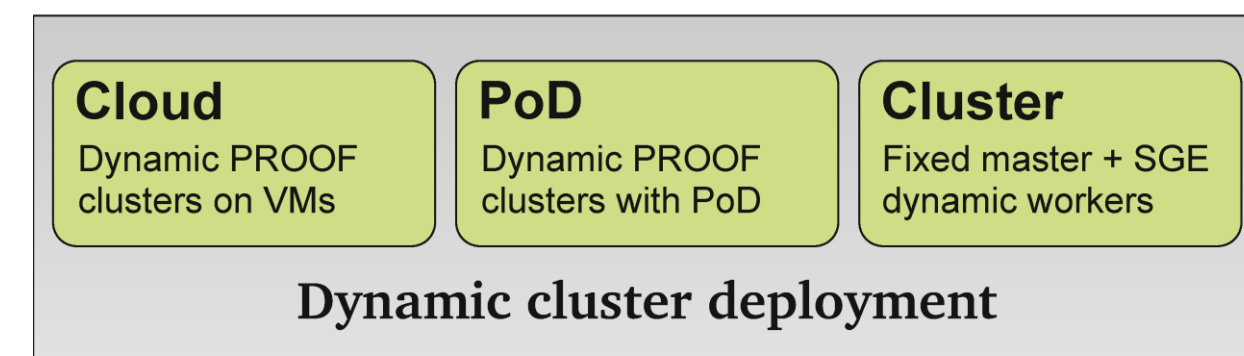 Cloud
Dynamic PROOF
clusters on VMs
PoD
Dynamic PROOF
clusters with PoD
Cluster
Fixed master + SGE
dynamic workers
Dynamic cluster deployment